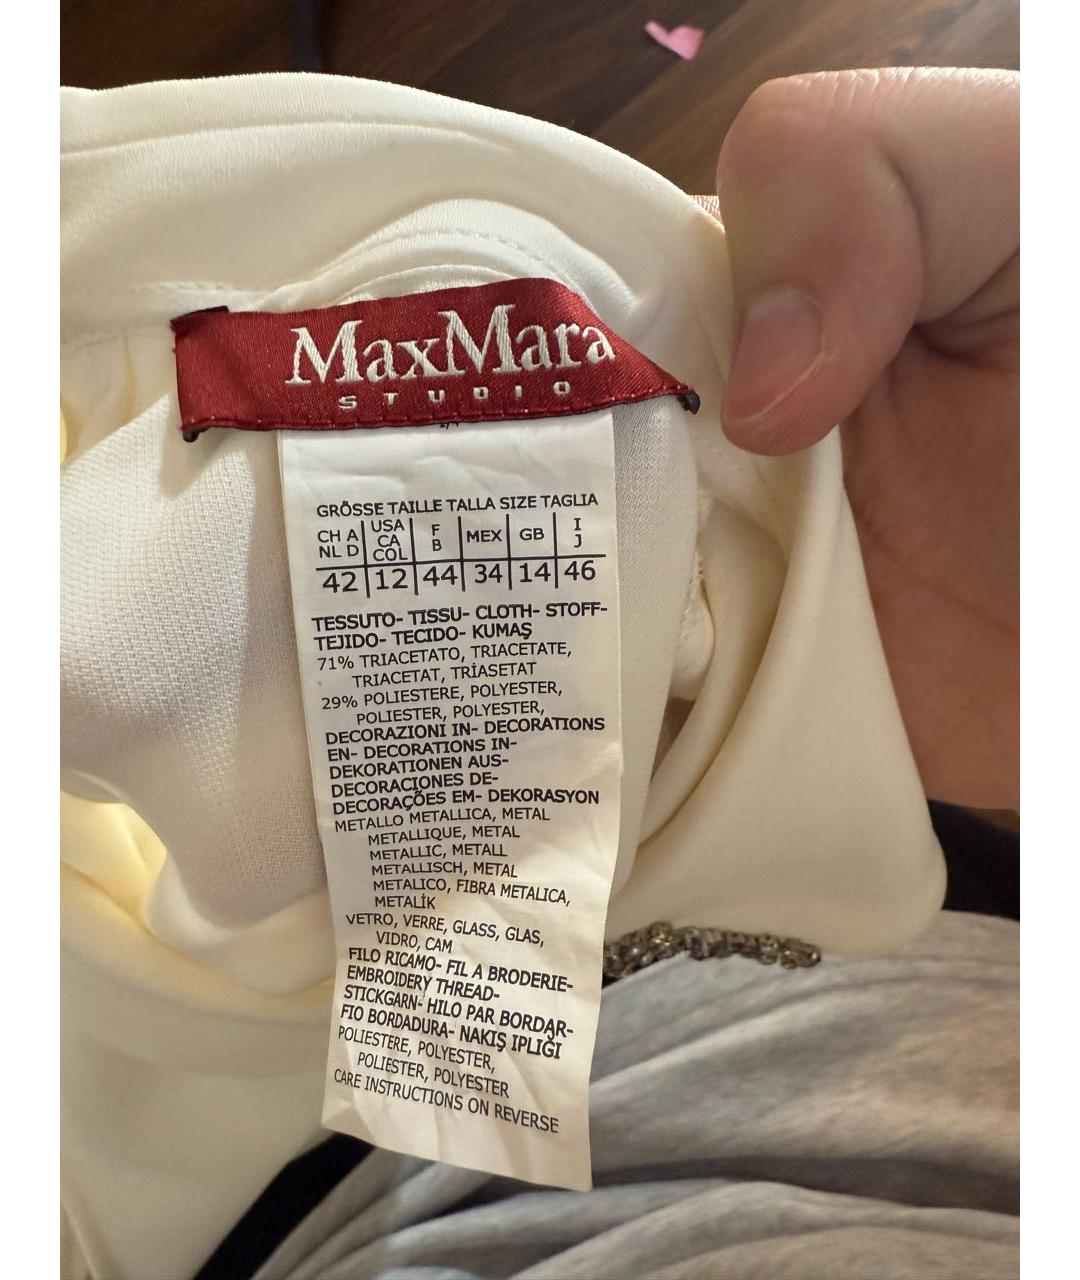 MaxMara
STUDIO
GRÖSSE TAILLE TALLA SIZE TAGLIA
CH A NL D USA CA COL F B MEX GB I J
42 12 44 34 14 46
TESSUTO- TISSU- CLOTH- STOFF-
TEJIDO- TECIDO- KUMAŞ
71% TRIACETATO, TRIACETATE,
TRIACETAT, TRİASETAT
29% POLIESTERE, POLYESTER,
POLIESTER, POLYESTER,
DECORAZIONI IN- DECORATIONS
EN- DECORATIONS IN-
DEKORATIONEN AUS-
DECORACIONES DE-
DECORAÇÕES EM- DEKORASYON
METALLO METALLICA, METAL
METALLIQUE, METAL
METALLIC, METALL
METALLISCH, METAL
METALICO, FIBRA METALICA,
METALİK
VETRO, VERRE, GLASS, GLAS,
VIDRO, CAM
FILO RICAMO- FIL A BRODERIE-
EMBROIDERY THREAD-
STICKGARN- HILO PAR BORDAR-
FIO BORDADURA- NAKIŞ IPLIĞI
POLIESTERE, POLYESTER,
POLIESTER, POLYESTER
CARE INSTRUCTIONS ON REVERSE